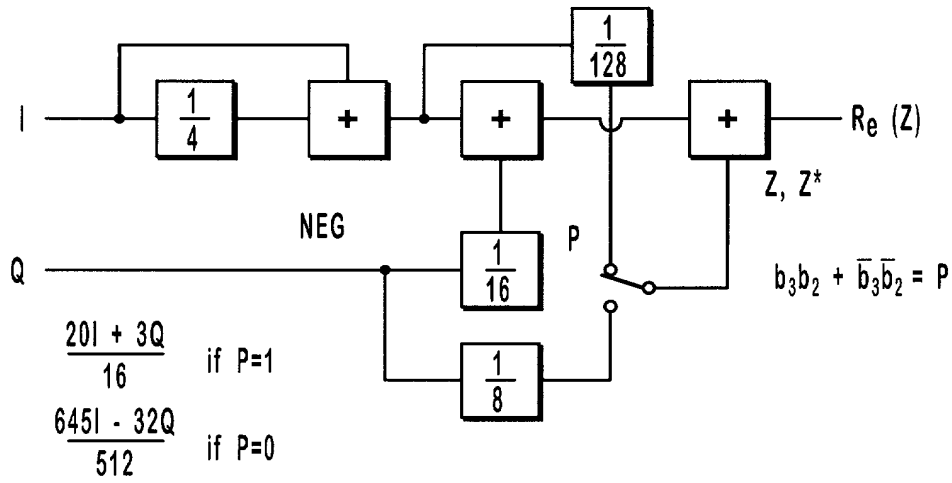 1
128
I
1
4
+
+
+
Re (Z)
Z, Z*
NEG
P
Q
1
16
b3b2 + b̅3b̅2 = P
20I + 3Q
16
if P=1
1
8
645I - 32Q
512
if P=0